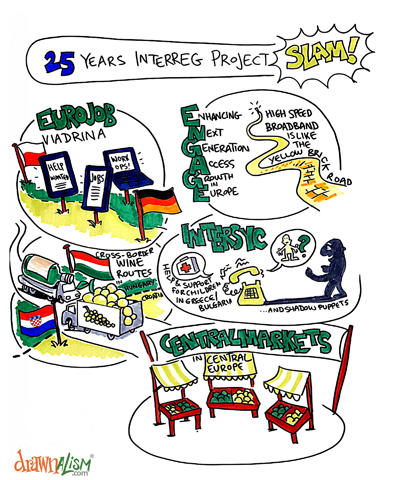 25 YEARS INTERREG PROJECT SLAM!
EUROJOB
VIADRINA
HELP
WANTED
JOBS
WORK
OPS!
ENHANCING
NEXT
GENERATION
ACCESS
GROWTH
IN
EUROPE
HIGH SPEED
BROADBAND
IS LIKE
THE
YELLOW BRICK
ROAD
CROSS-BORDER
WINE
ROUTES
IN HUNGARY/
CROATIA
INTERSYC
HELP
& SUPPORT
FOR CHILDREN
IN GREECE/
BULGARIA
?
...AND SHADOW PUPPETS
CENTRALMARKETS
IN CENTRAL
EUROPE
drawnalism®
.com